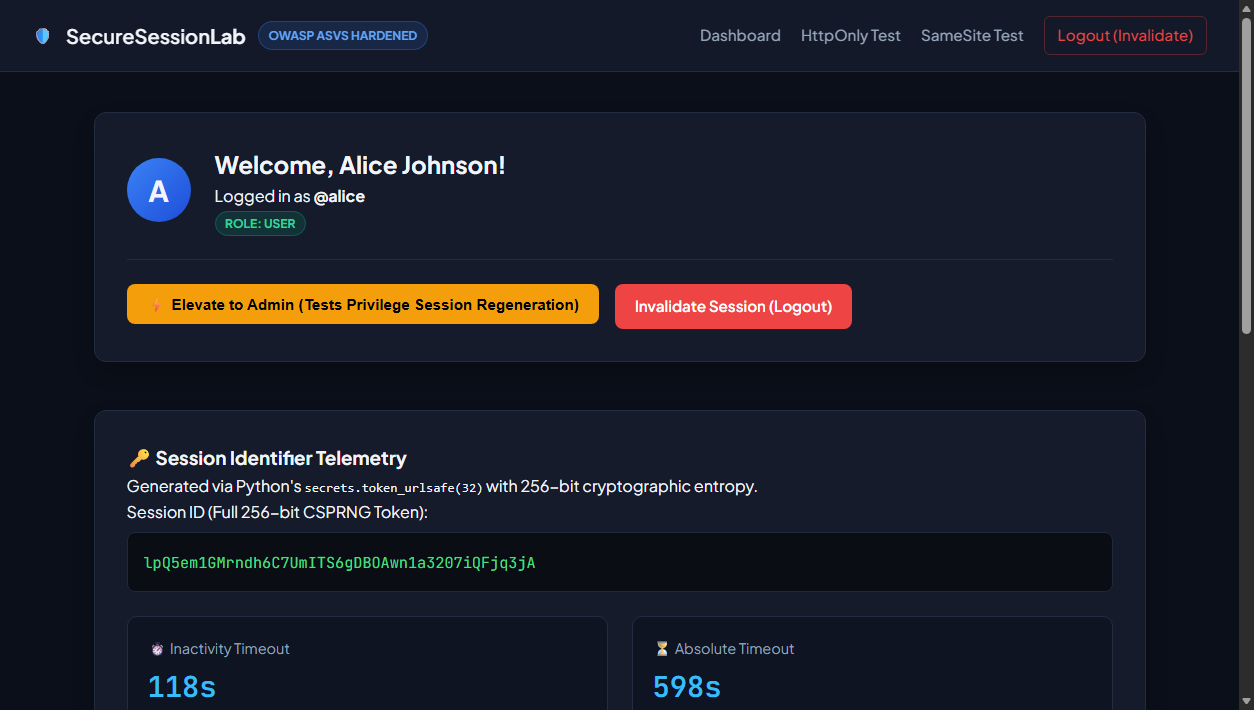 SecureSessionLab OWASP ASVS HARDENED Dashboard HttpOnly Test SameSite Test Logout (Invalidate)
A
Welcome, Alice Johnson!
Logged in as @alice
ROLE: USER
Elevate to Admin (Tests Privilege Session Regeneration) Invalidate Session (Logout)
Session Identifier Telemetry
Generated via Python's secrets.token_urlsafe(32) with 256-bit cryptographic entropy.
Session ID (Full 256-bit CSPRNG Token):
lpQ5em1GMrndh6C7UmITS6gDBOAwn1a3207iQFjq3jA
Inactivity Timeout Absolute Timeout
118s 598s